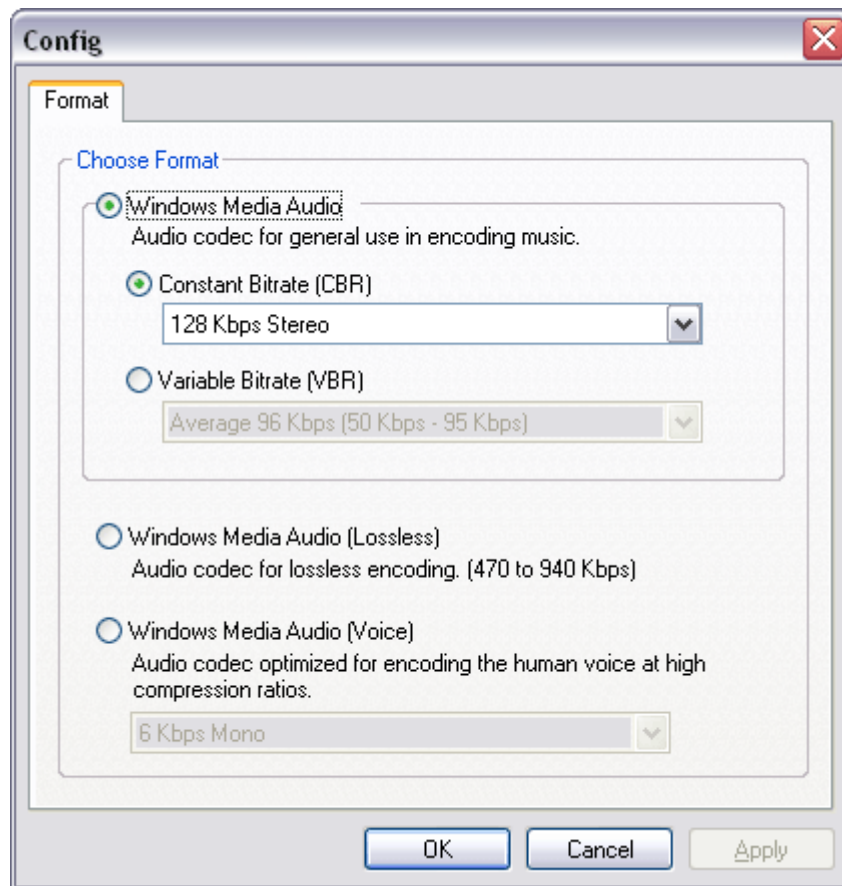 Config
Format
Choose Format
Windows Media Audio
Audio codec for general use in encoding music.
Constant Bitrate (CBR)
128 Kbps Stereo
Variable Bitrate (VBR)
Average 96 Kbps (50 Kbps - 95 Kbps)
Windows Media Audio (Lossless)
Audio codec for lossless encoding. (470 to 940 Kbps)
Windows Media Audio (Voice)
Audio codec optimized for encoding the human voice at high
compression ratios.
6 Kbps Mono
OK Cancel Apply